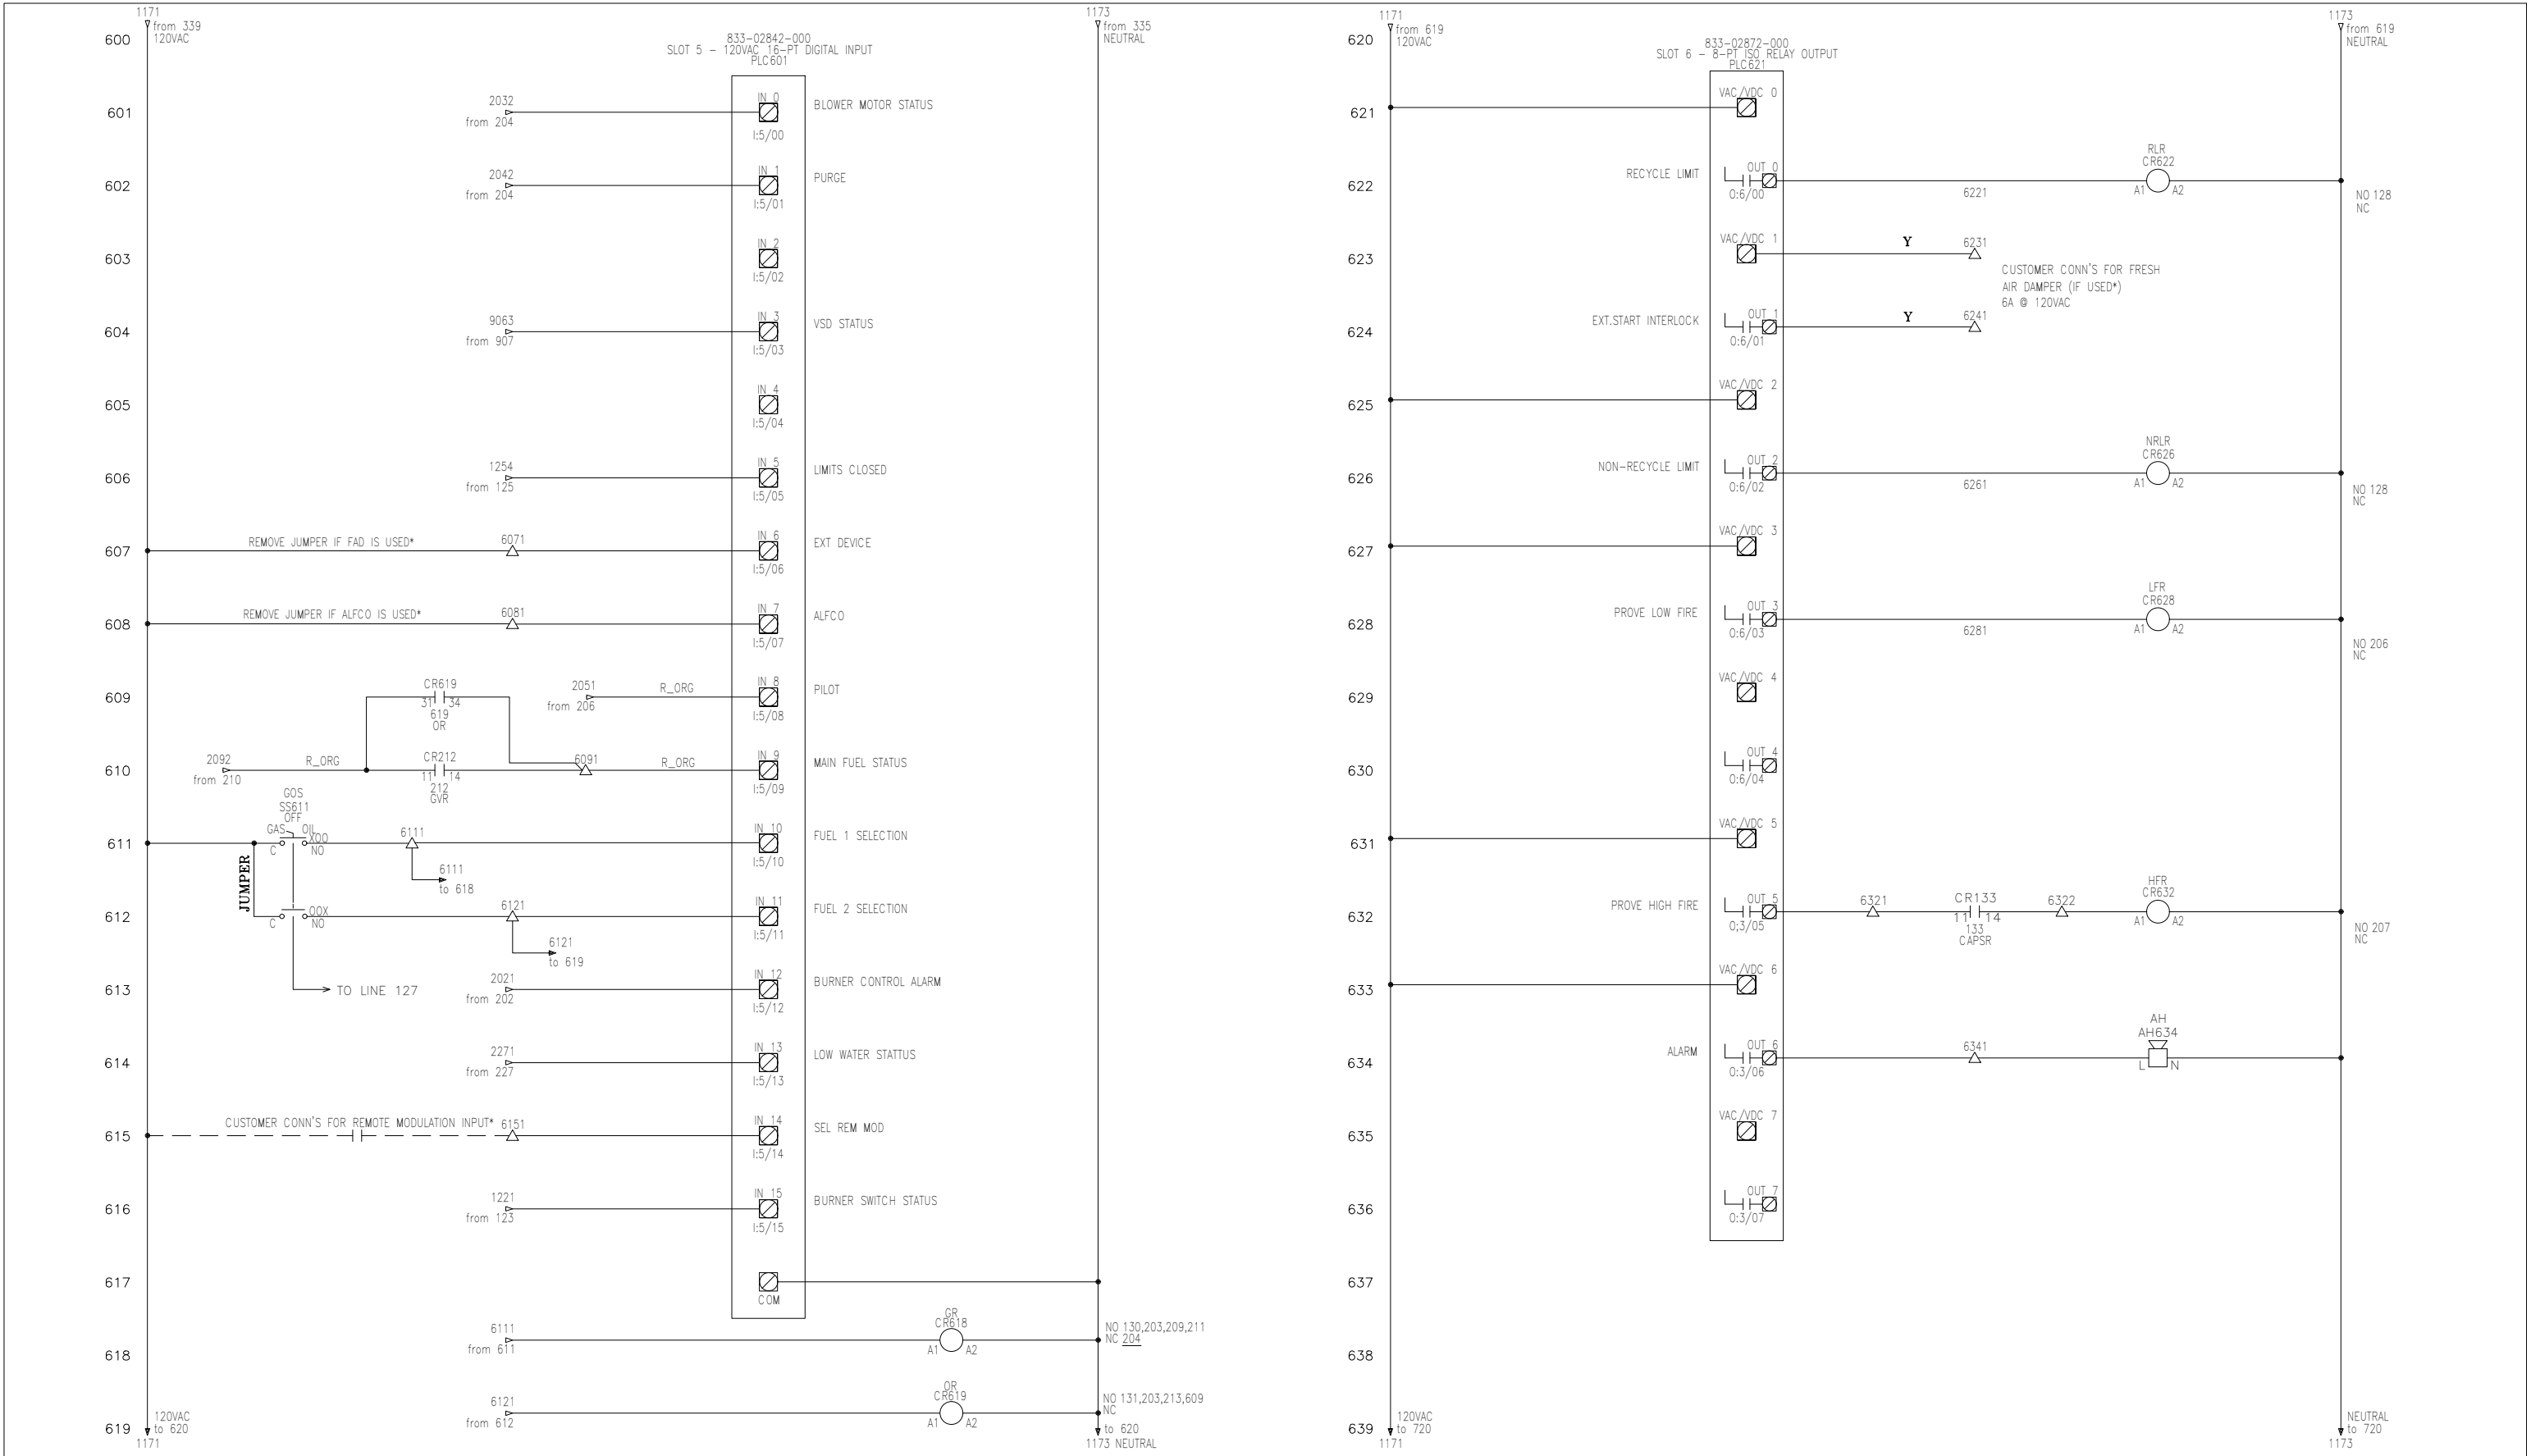 1171
from 339
120VAC
600
833-02842-000
SLOT 5 - 120VAC 16-PT DIGITAL INPUT
PLC601
1173
from 335
NEUTRAL
601
2032
from 204
IN 0
I:5/00
BLOWER MOTOR STATUS
602
2042
from 204
IN 1
I:5/01
PURGE
603
IN 2
I:5/02
604
9063
from 907
IN 3
I:5/03
VSD STATUS
605
IN 4
I:5/04
606
1254
from 125
IN 5
I:5/05
LIMITS CLOSED
607
REMOVE JUMPER IF FAD IS USED*
6071
IN 6
I:5/06
EXT DEVICE
608
REMOVE JUMPER IF ALFCO IS USED*
6081
IN 7
I:5/07
ALFCO
609
CR619
31 34
619
OR
2051
from 206
R_ORG
IN 8
I:5/08
PILOT
610
2092
from 210
R_ORG
CR212
11 14
212
GVR
6091
R_ORG
IN 9
I:5/09
MAIN FUEL STATUS
611
GOS
SS611
OFF
GAS OIL
XOO
C NO
JUMPER
6111
6111
to 618
IN 10
I:5/10
FUEL 1 SELECTION
612
OOX
C NO
6121
6121
to 619
IN 11
I:5/11
FUEL 2 SELECTION
613
TO LINE 127
2021
from 202
IN 12
I:5/12
BURNER CONTROL ALARM
614
2271
from 227
IN 13
I:5/13
LOW WATER STATTUS
615
CUSTOMER CONN'S FOR REMOTE MODULATION INPUT*
6151
IN 14
I:5/14
SEL REM MOD
616
1221
from 123
IN 15
I:5/15
BURNER SWITCH STATUS
617
COM
618
6111
from 611
GR
CR618
A1 A2
NO 130,203,209,211
NC 204
619
6121
from 612
OR
CR619
A1 A2
NO 131,203,213,609
NC
120VAC
to 620
1171
to 620
1173 NEUTRAL
1171
from 619
120VAC
620
833-02872-000
SLOT 6 - 8-PT ISO RELAY OUTPUT
PLC621
1173
from 619
NEUTRAL
621
VAC/VDC 0
622
RECYCLE LIMIT
OUT 0
O:6/00
6221
RLR
CR622
A1 A2
NO 128
NC
623
VAC/VDC 1
Y
6231
CUSTOMER CONN'S FOR FRESH
AIR DAMPER (IF USED*)
6A @ 120VAC
624
EXT.START INTERLOCK
OUT 1
O:6/01
Y
6241
625
VAC/VDC 2
626
NON-RECYCLE LIMIT
OUT 2
O:6/02
6261
NRLR
CR626
A1 A2
NO 128
NC
627
VAC/VDC 3
628
PROVE LOW FIRE
OUT 3
O:6/03
6281
LFR
CR628
A1 A2
NO 206
NC
629
VAC/VDC 4
630
OUT 4
O:6/04
631
VAC/VDC 5
632
PROVE HIGH FIRE
OUT 5
O;3/05
6321
CR133
11 14
133
CAPSR
6322
HFR
CR632
A1 A2
NO 207
NC
633
VAC/VDC 6
634
ALARM
OUT 6
O:3/06
6341
AH
AH634
L N
635
VAC/VDC 7
636
OUT 7
O:3/07
637
638
639
120VAC
to 720
1171
NEUTRAL
to 720
1173